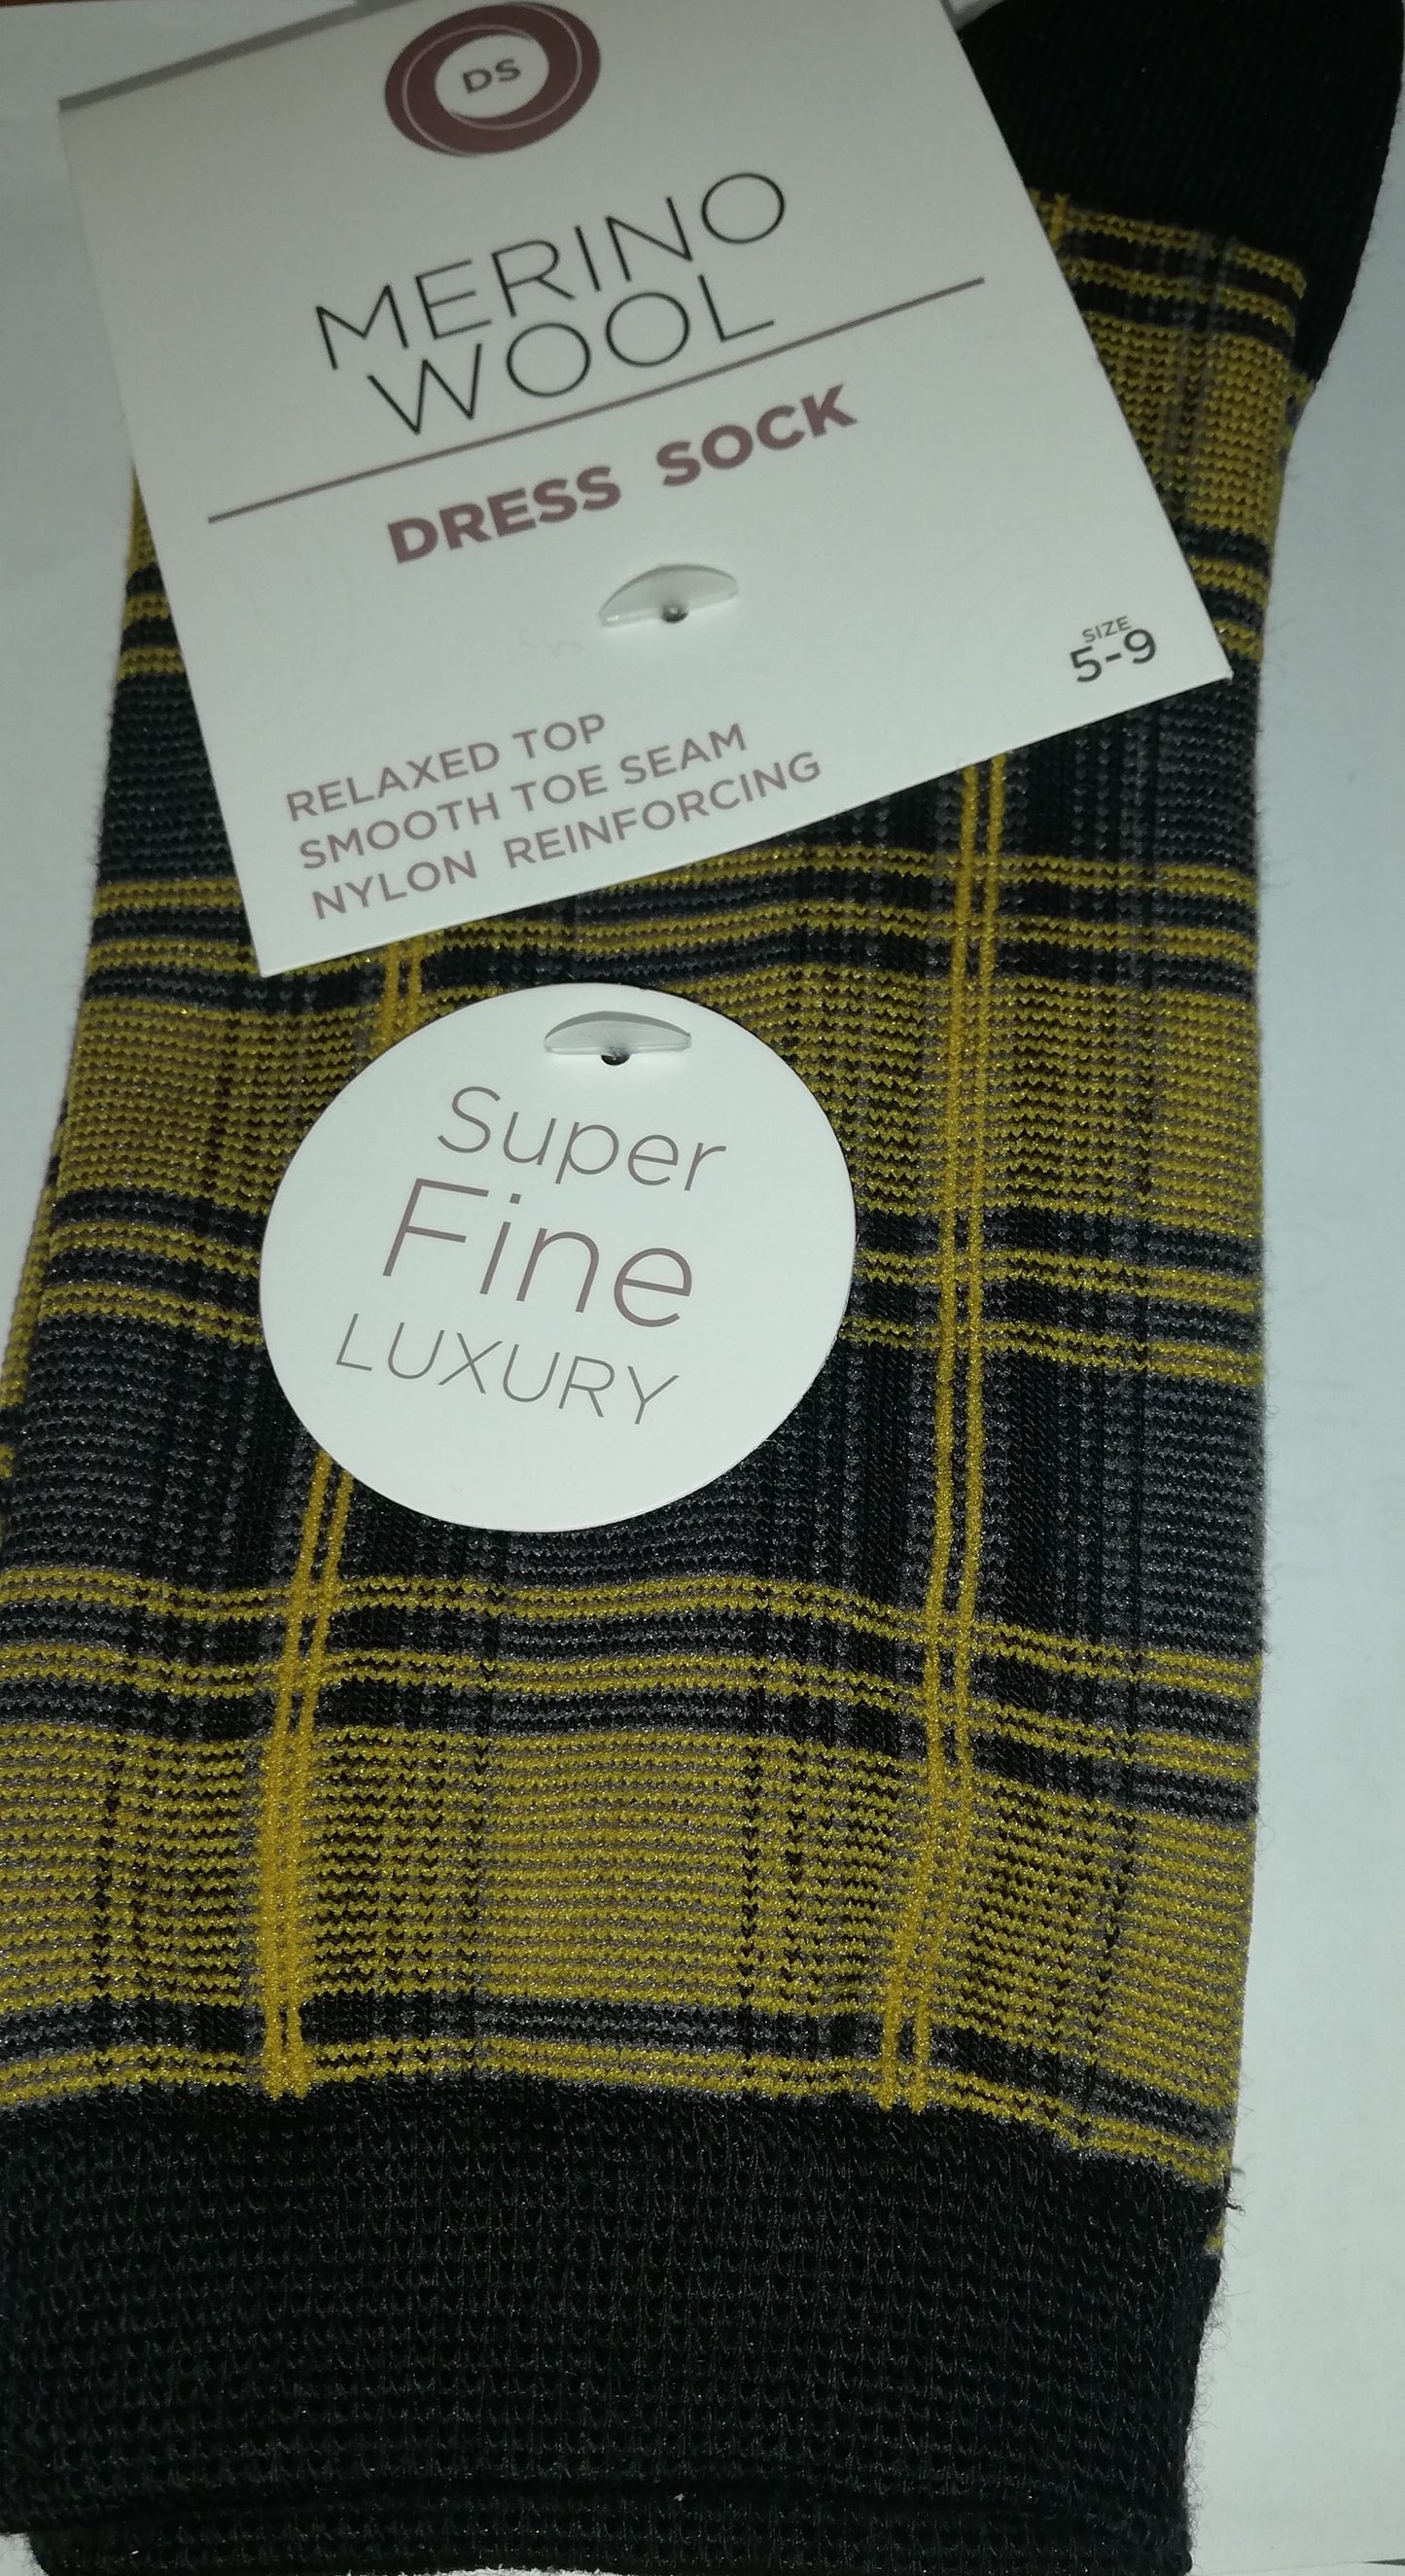 DS
MERINO
WOOL
DRESS SOCK
SIZE
5-9
RELAXED TOP
SMOOTH TOE SEAM
NYLON REINFORCING
Super
Fine
LUXURY